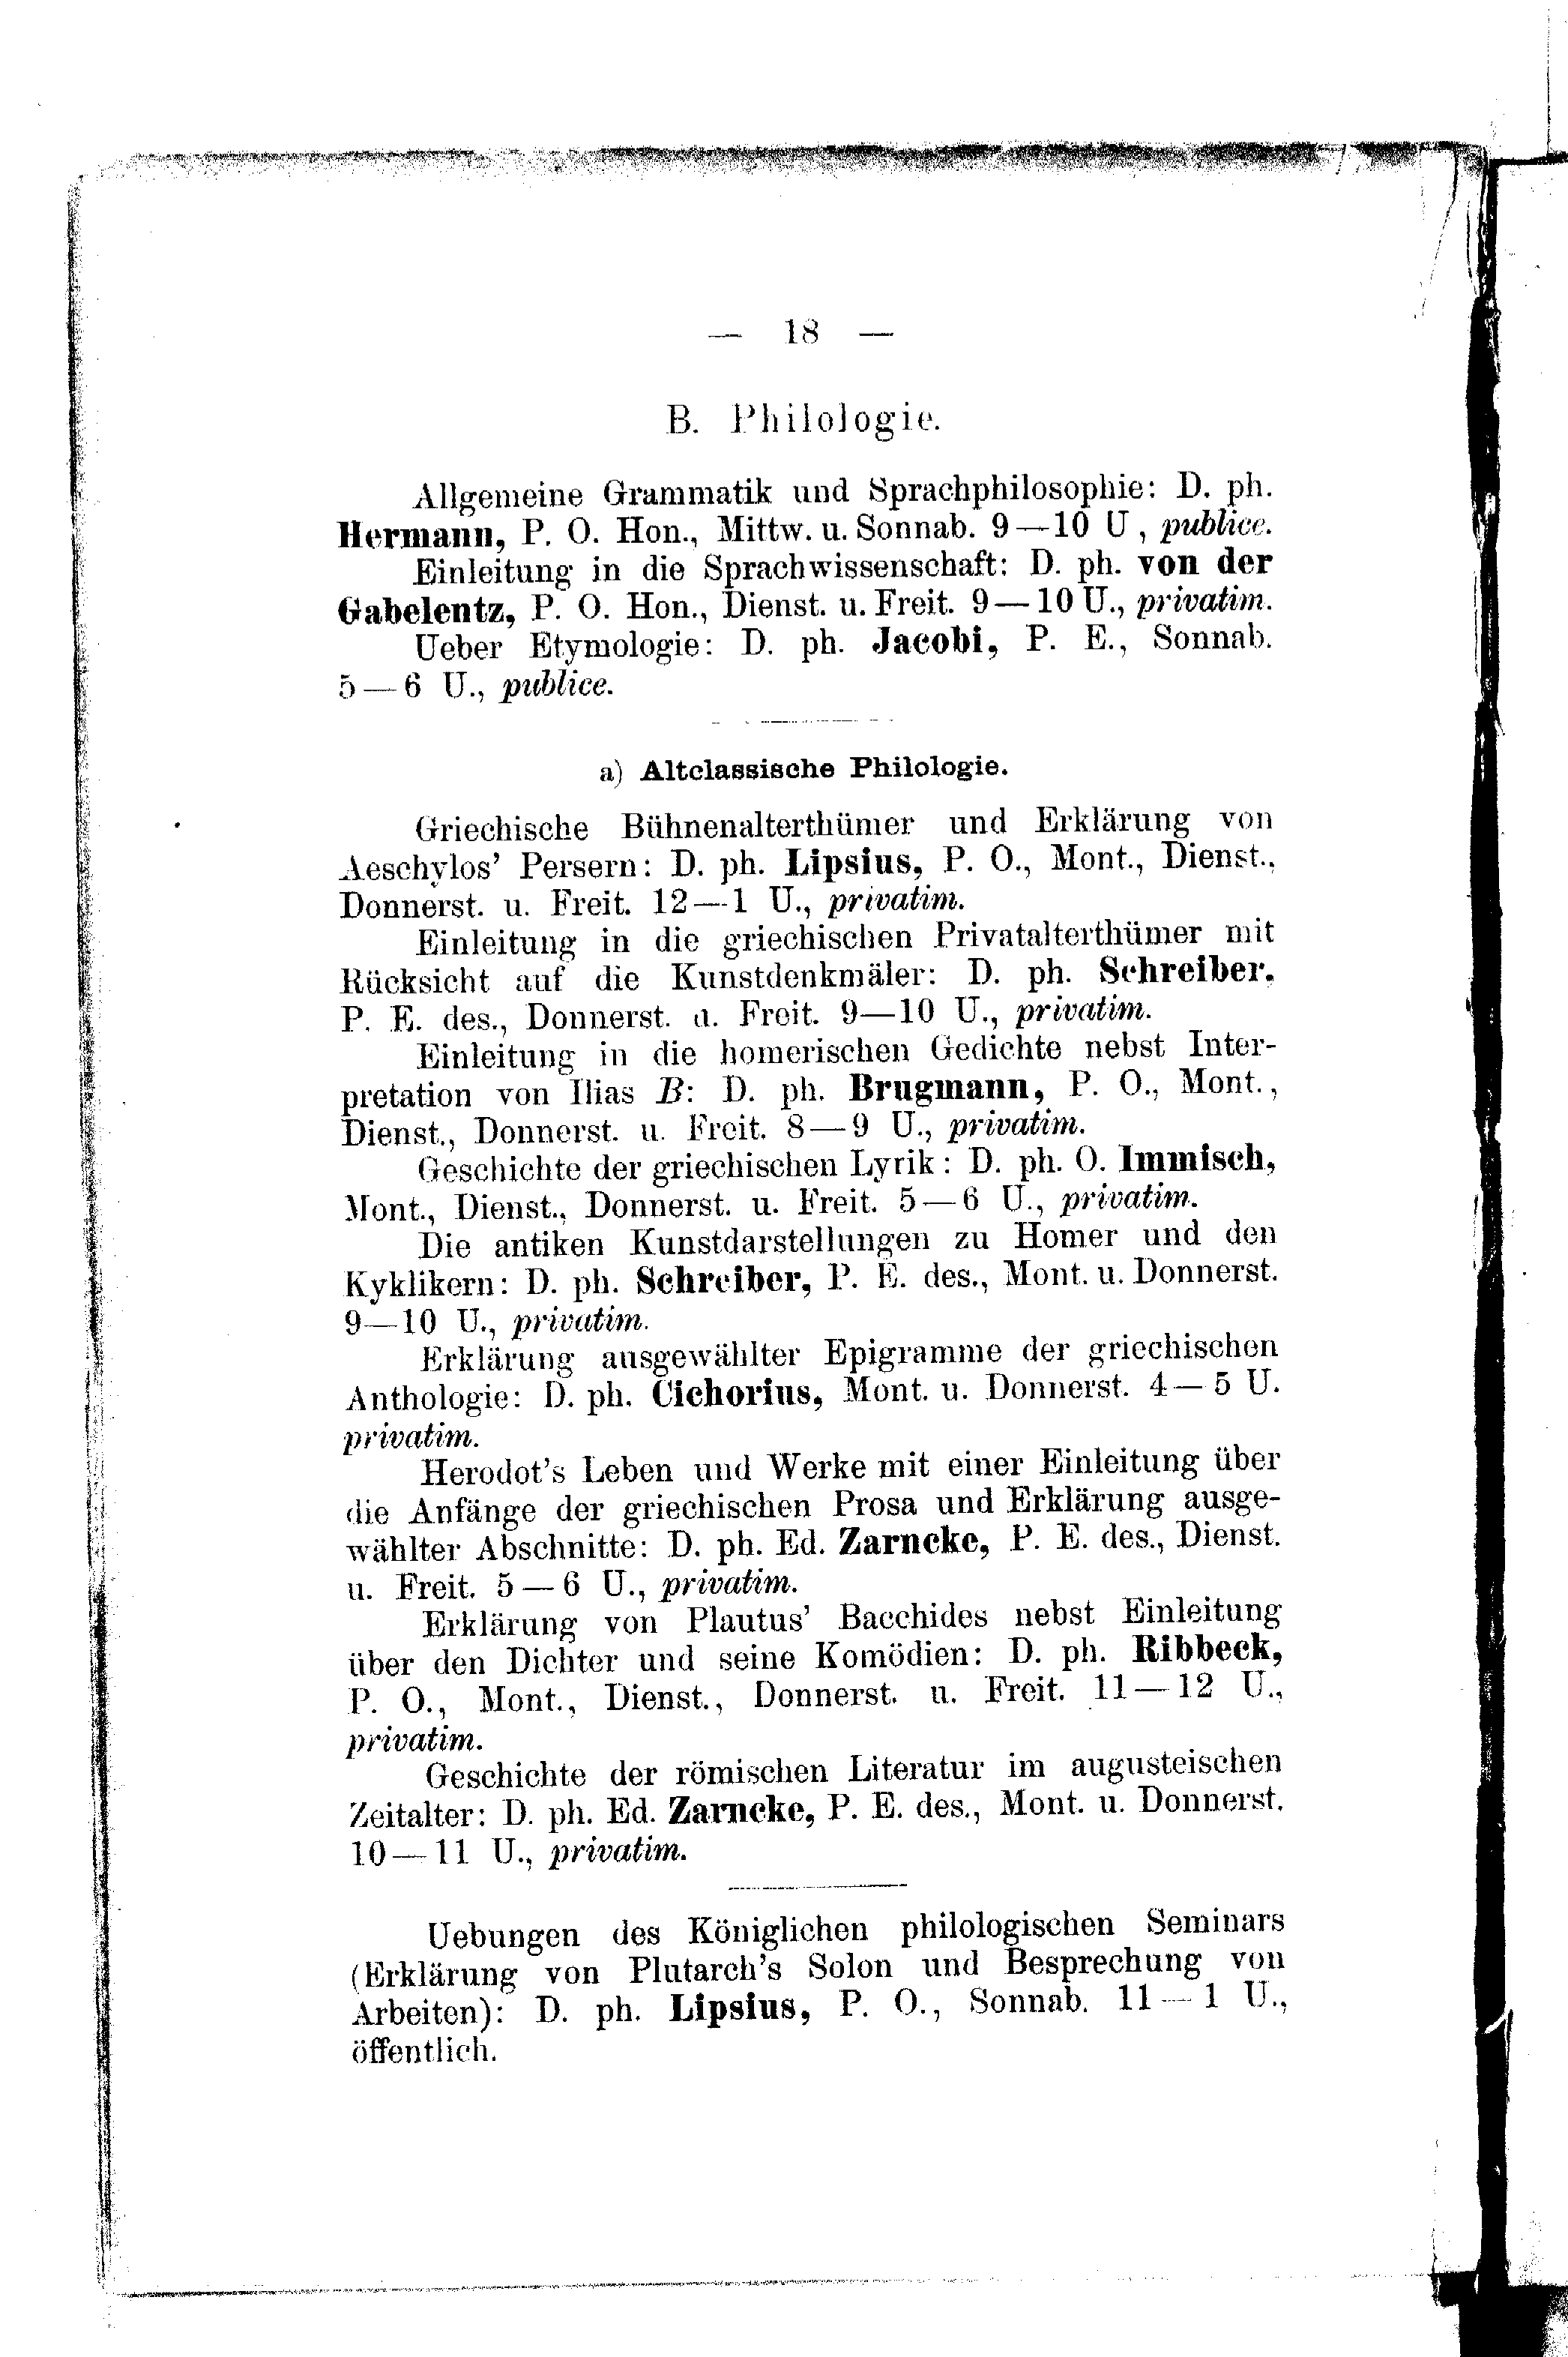 — 18 —
B. Philologie.
Allgemeine Grammatik und Sprachphilosophie: D. ph.
Hermann, P. O. Hon., Mittw. u. Sonnab. 9—10 U , publice.
Einleitung in die Sprachwissenschaft: D. ph. von der
Gabelentz, P. O. Hon., Dienst. u. Freit. 9—10 U., privatim.
Ueber Etymologie: D. ph. Jacobi, P. E., Sonnab.
5—6 U., publice.
a) Altclassische Philologie.
Griechische Bühnenalterthümer und Erklärung von
Aeschylos' Persern: D. ph. Lipsius, P. O., Mont., Dienst.,
Donnerst. u. Freit. 12—1 U., privatim.
Einleitung in die griechischen Privatalterthümer mit
Rücksicht auf die Kunstdenkmäler: D. ph. Schreiber,
P. E. des., Donnerst. u. Freit. 9—10 U., privatim.
Einleitung in die homerischen Gedichte nebst Inter-
pretation von Ilias B: D. ph. Brugmann, P. O., Mont.,
Dienst., Donnerst. u. Freit. 8—9 U., privatim.
Geschichte der griechischen Lyrik: D. ph. O. Immisch,
Mont., Dienst., Donnerst. u. Freit. 5—6 U., privatim.
Die antiken Kunstdarstellungen zu Homer und den
Kyklikern: D. ph. Schreiber, P. E. des., Mont. u. Donnerst.
9—10 U., privatim.
Erklärung ausgewählter Epigramme der griechischen
Anthologie: D. ph. Cichorius, Mont. u. Donnerst. 4—5 U.
privatim.
Herodot's Leben und Werke mit einer Einleitung über
die Anfänge der griechischen Prosa und Erklärung ausge-
wählter Abschnitte: D. ph. Ed. Zarncke, P. E. des., Dienst.
u. Freit. 5—6 U., privatim.
Erklärung von Plautus' Bacchides nebst Einleitung
über den Dichter und seine Komödien: D. ph. Ribbeck,
P. O., Mont., Dienst., Donnerst. u. Freit. 11—12 U.,
privatim.
Geschichte der römischen Literatur im augusteischen
Zeitalter: D. ph. Ed. Zarncke, P. E. des., Mont. u. Donnerst.
10—11 U., privatim.
Uebungen des Königlichen philologischen Seminars
(Erklärung von Plutarch's Solon und Besprechung von
Arbeiten): D. ph. Lipsius, P. O., Sonnab. 11—1 U.,
öffentlich.